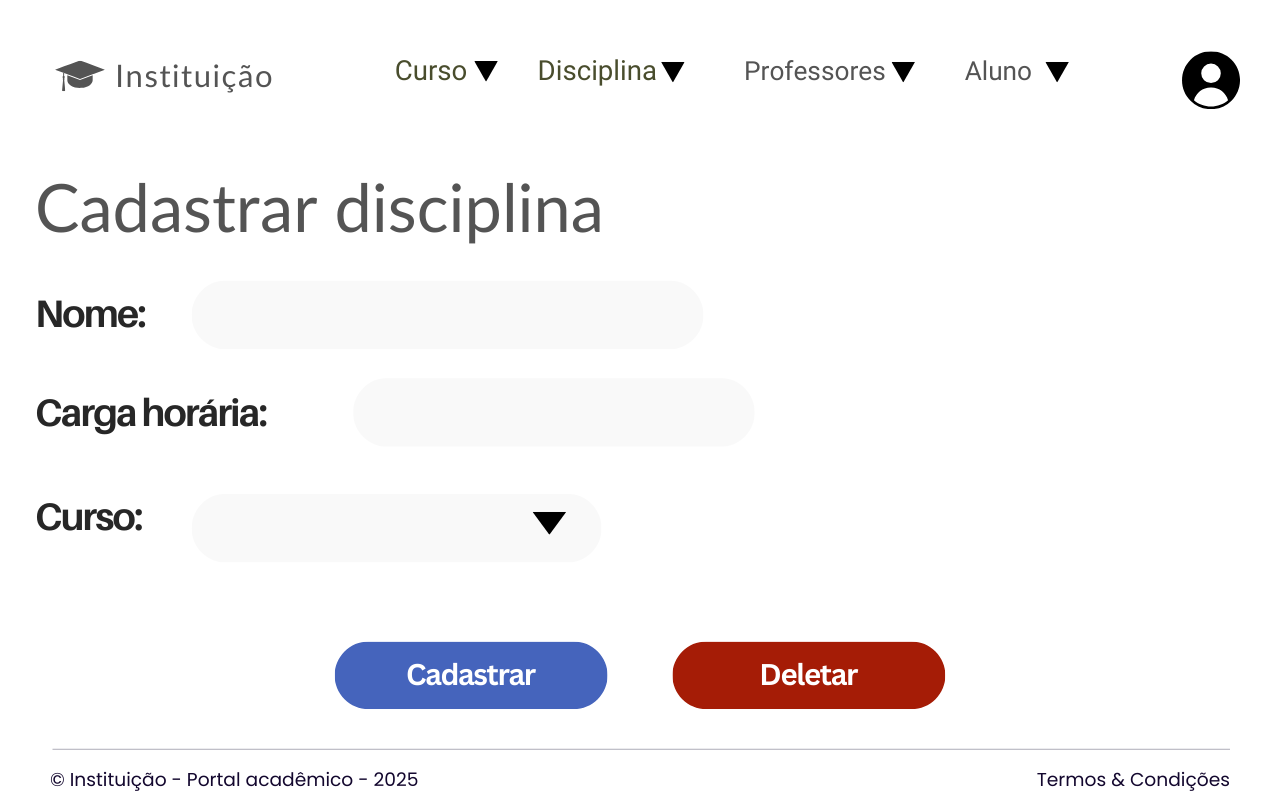 Instituição
Curso Disciplina Professores Aluno
Cadastrar disciplina
Nome:
Carga horária:
Curso:
Cadastrar Deletar
© Instituição - Portal acadêmico - 2025 Termos & Condições